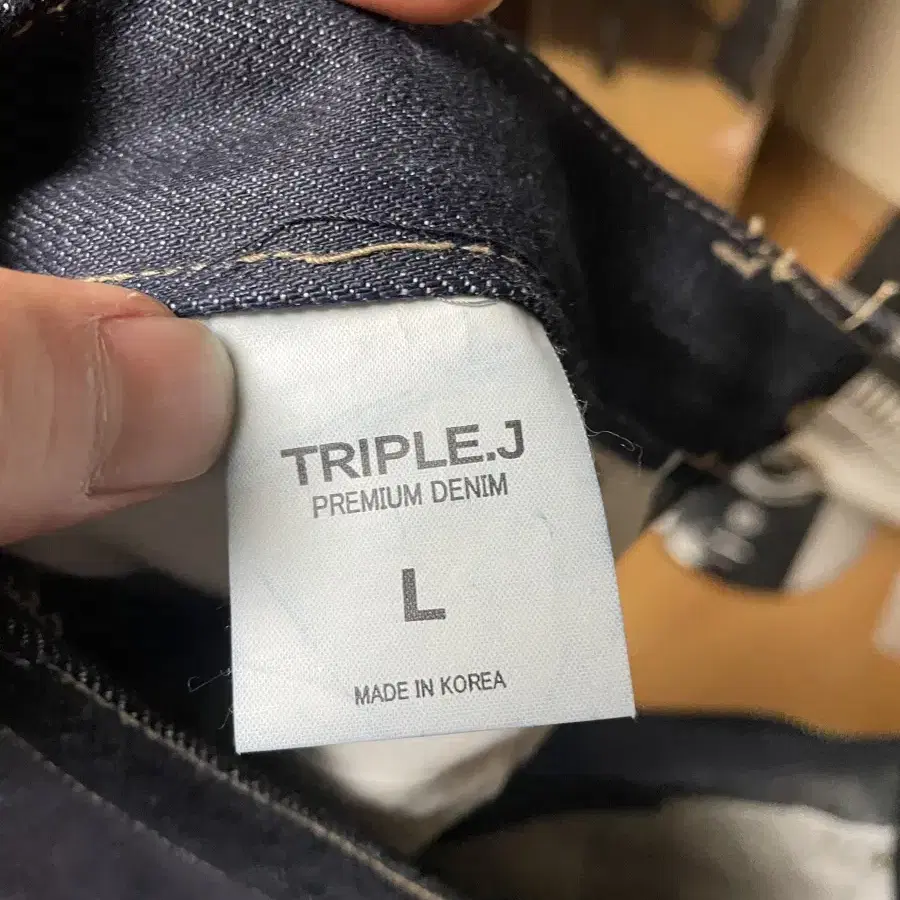 TRIPLE.J
PREMIUM DENIM
L
MADE IN KOREA